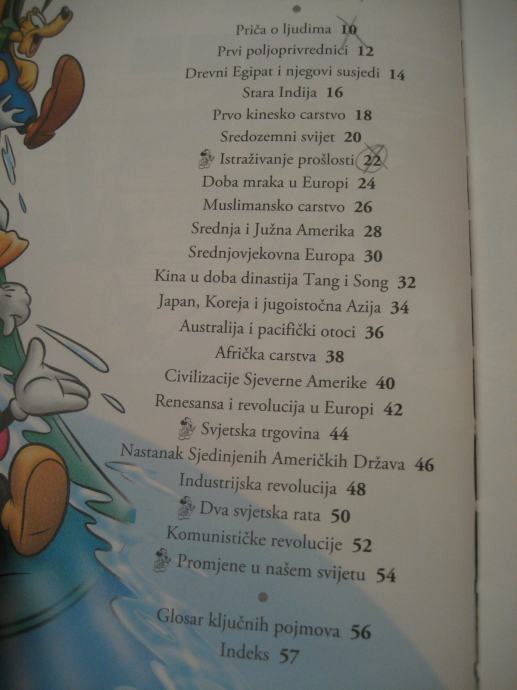 Priča o ljudima 10
Prvi poljoprivrednici 12
Drevni Egipat i njegovi susjedi 14
Stara Indija 16
Prvo kinesko carstvo 18
Sredozemni svijet 20
Istraživanje prošlosti 22
Doba mraka u Europi 24
Muslimansko carstvo 26
Srednja i Južna Amerika 28
Srednjovjekovna Europa 30
Kina u doba dinastija Tang i Song 32
Japan, Koreja i jugoistočna Azija 34
Australija i pacifički otoci 36
Afrička carstva 38
Civilizacije Sjeverne Amerike 40
Renesansa i revolucija u Europi 42
Svjetska trgovina 44
Nastanak Sjedinjenih Američkih Država 46
Industrijska revolucija 48
Dva svjetska rata 50
Komunističke revolucije 52
Promjene u našem svijetu 54
Glosar ključnih pojmova 56
Indeks 57